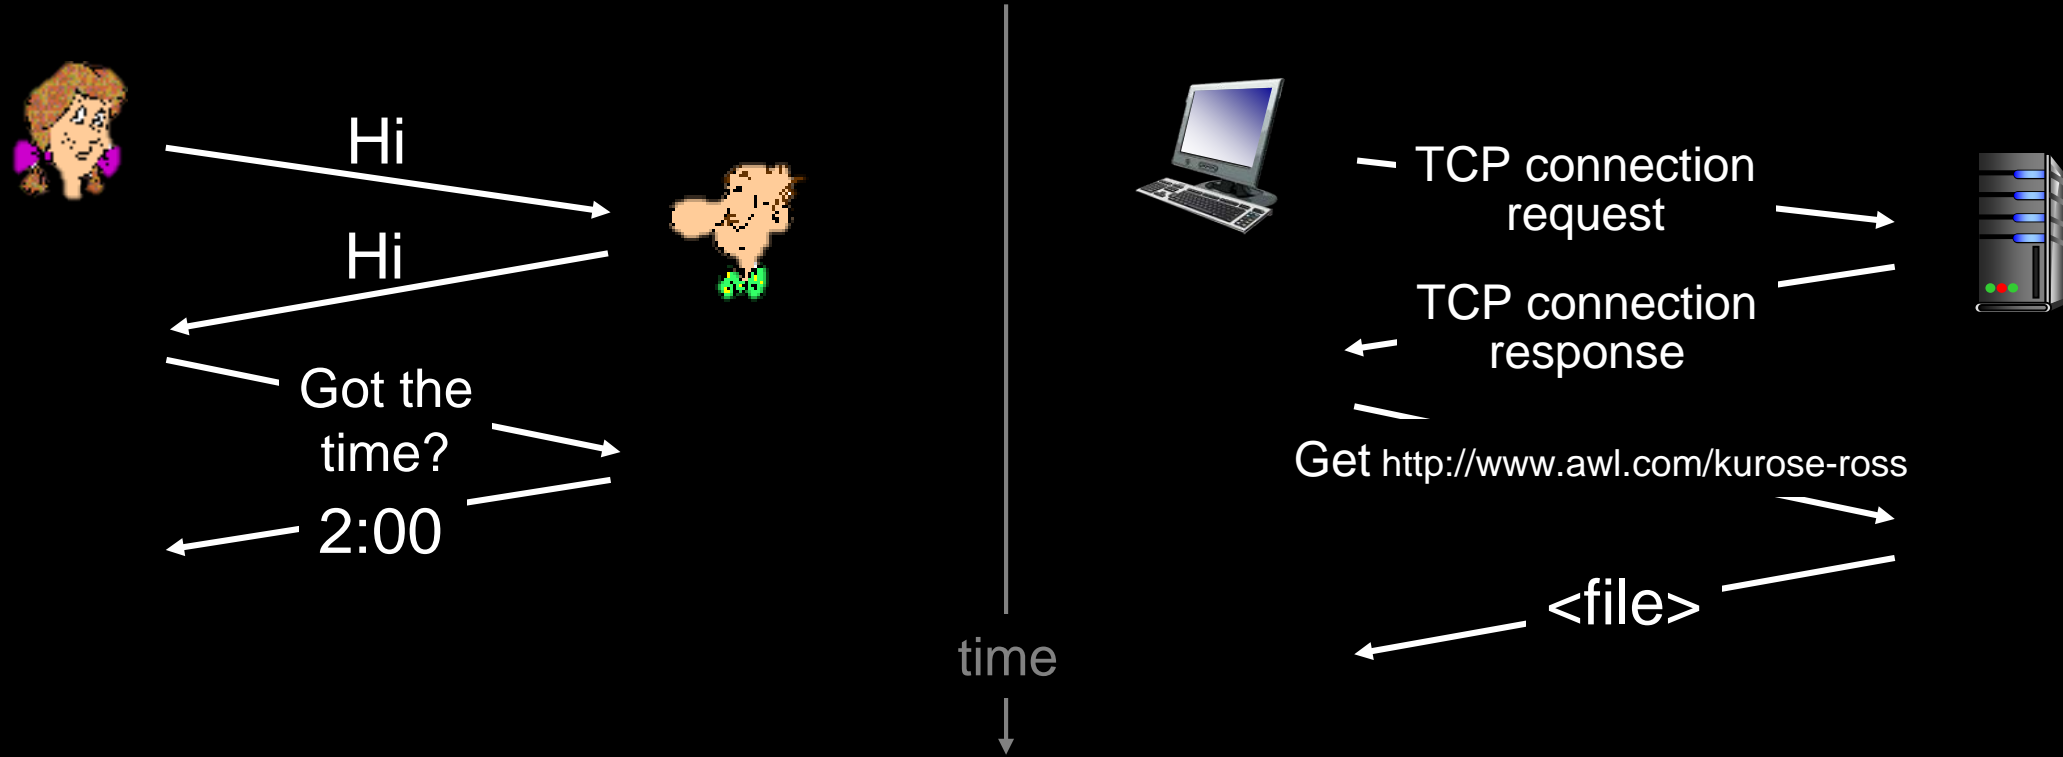 Hi
Hi
Got the
time?
2:00
time
TCP connection
request
TCP connection
response
Get http://www.awl.com/kurose-ross
<file>